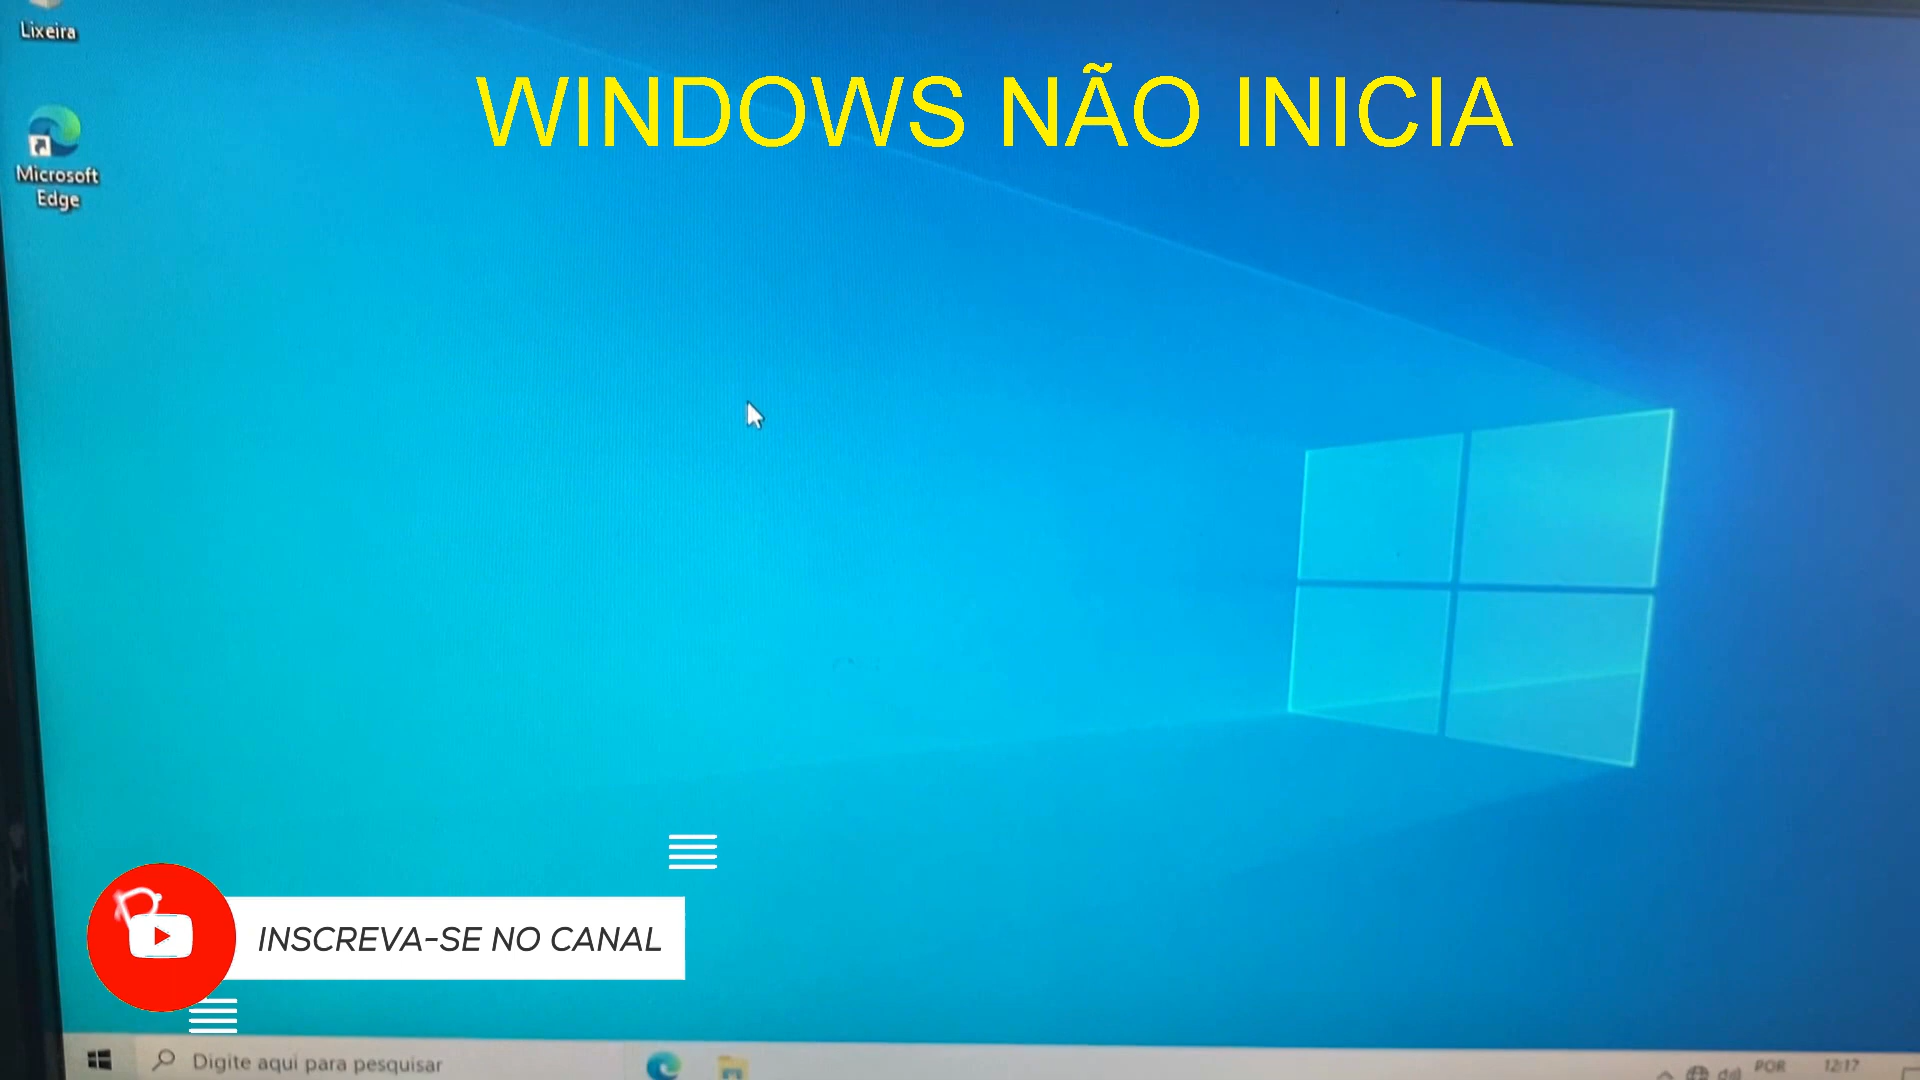 Lixeira
WINDOWS NÃO INICIA
Microsoft
Edge
INSCREVA-SE NO CANAL
Digite aqui para pesquisar
POR
12:17